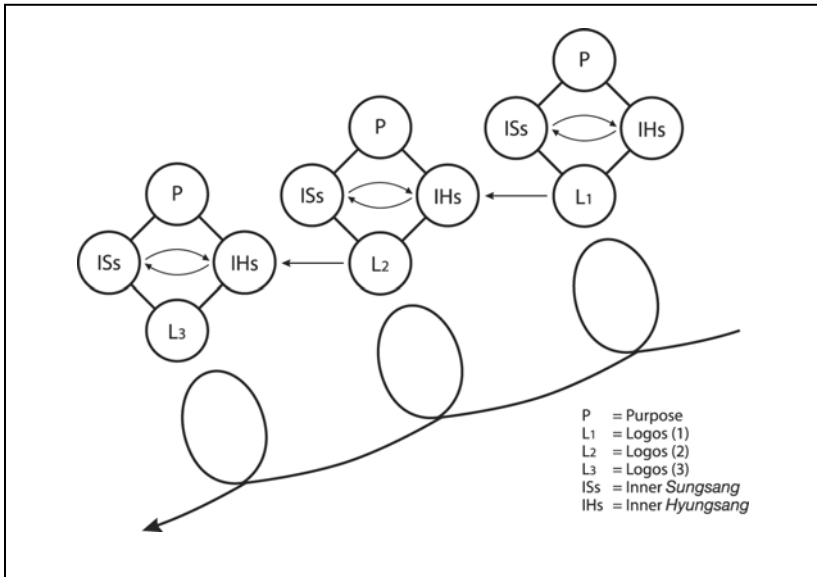 P
ISs
IHs
L1
P
ISs
IHs
L2
P
ISs
IHs
L3
P = Purpose
L1 = Logos (1)
L2 = Logos (2)
L3 = Logos (3)
ISs = Inner Sungsang
IHs = Inner Hyungsang